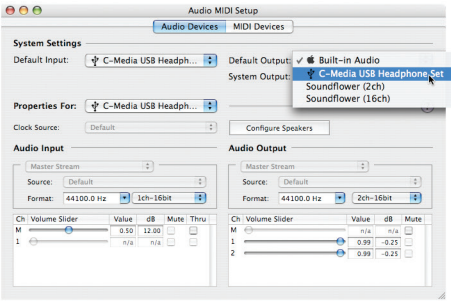 Audio MIDI Setup
Audio Devices MIDI Devices
System Settings
Default Input: C-Media USB Headph... Default Output: Built-in Audio
C-Media USB Headphone Set
System Output:
Soundflower (2ch)
Soundflower (16ch)
Properties For: C-Media USB Headph...
Clock Source: Default Configure Speakers
Audio Input Audio Output
Master Stream Master Stream
Source: Default Source: Default
Format: 44100.0 Hz 1ch-16bit Format: 44100.0 Hz 2ch-16bit
Ch Volume Slider Value dB Mute Thru Ch Volume Slider Value dB Mute
M 0.50 12.00 M n/a n/a
1 n/a n/a 1 0.99 -0.25
2 0.99 -0.25